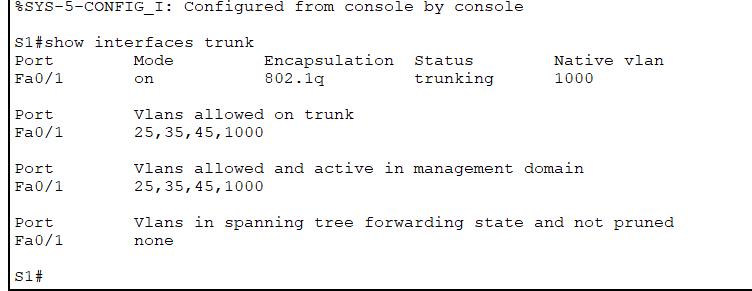 %SYS-5-CONFIG_I: Configured from console by console
S1#show interfaces trunk
Port Mode Encapsulation Status Native vlan
Fa0/1 on 802.1q trunking 1000
Port Vlans allowed on trunk
Fa0/1 25,35,45,1000
Port Vlans allowed and active in management domain
Fa0/1 25,35,45,1000
Port Vlans in spanning tree forwarding state and not pruned
Fa0/1 none
S1#